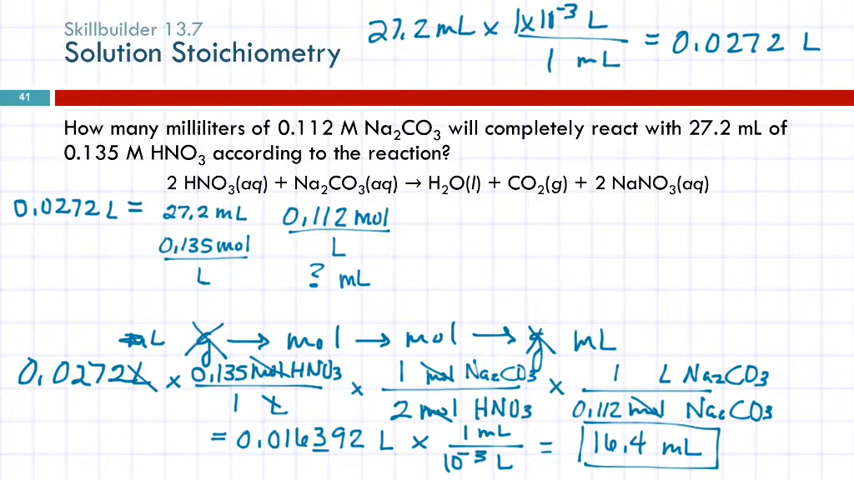 Skillbuilder 13.7
Solution Stoichiometry
27.2 mL × 1×10⁻³ L / 1 mL = 0.0272 L
41
How many milliliters of 0.112 M Na₂CO₃ will completely react with 27.2 mL of
0.135 M HNO₃ according to the reaction?
2 HNO₃(aq) + Na₂CO₃(aq) → H₂O(l) + CO₂(g) + 2 NaNO₃(aq)
0.0272 L = 27.2 mL 0.112 mol / L
0.135 mol / L ? mL
mL g → mol → mol → g mL
0.0272 L × 0.135 mol HNO₃ / 1 L × 1 mol Na₂CO₃ / 2 mol HNO₃ × 1 L Na₂CO₃ / 0.112 mol Na₂CO₃
= 0.016392 L × 1 mL / 10⁻³ L = 16.4 mL